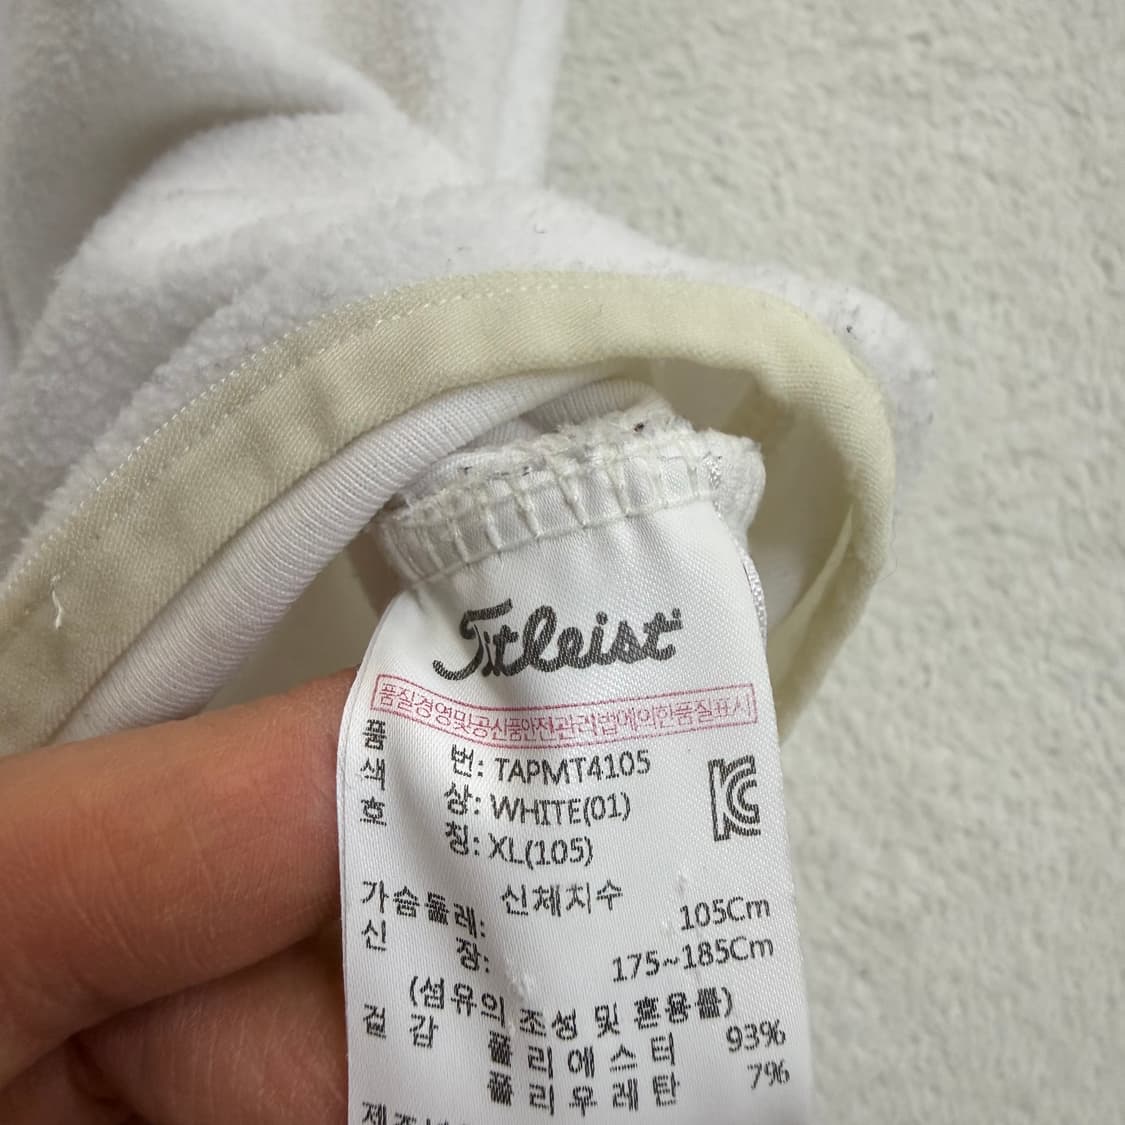 Titleist
품질경영및공산품안전관리법에의한품질표시
품 번: TAPMT4105
색 상: WHITE(01)
호 칭: XL(105)
KC
신체치수
가슴둘레: 105Cm
신 장: 175~185Cm
(섬유의 조성 및 혼용률)
겉 감 폴리에스터 93%
폴리우레탄 7%